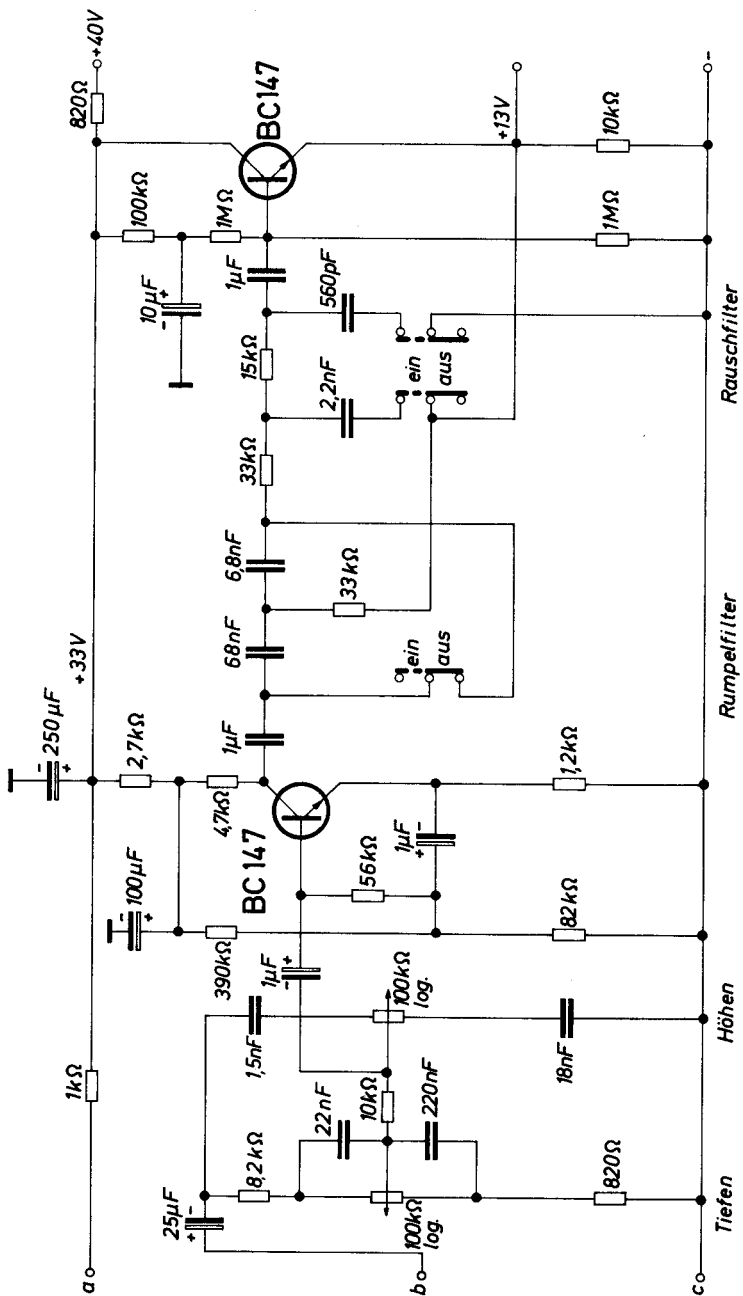 a
1kΩ
+33V
820Ω
+40V
250µF
-
+
100µF
-
+
2,7kΩ
4,7kΩ
390kΩ
BC147
1µF
68nF
6,8nF
33kΩ
15kΩ
1µF
10µF
-
+
100kΩ
1MΩ
BC147
25µF
+
-
8,2kΩ
22nF
10kΩ
220nF
100kΩ
log.
1,5nF
1µF
-
+
100kΩ
log.
56kΩ
1µF
+
-
33kΩ
ein
aus
2,2nF
560pF
ein
aus
+13V
b
820Ω
18nF
82kΩ
1,2kΩ
1MΩ
10kΩ
c
-
Tiefen
Höhen
Rumpelfilter
Rauschfilter